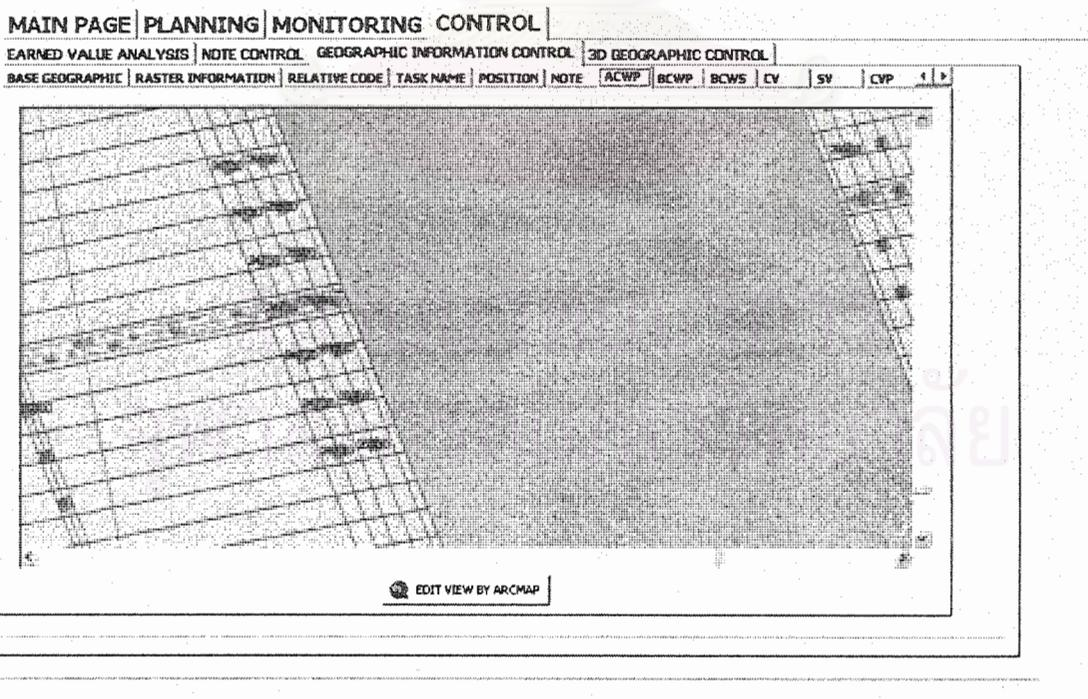 MAIN PAGE PLANNING MONITORING CONTROL
EARNED VALUE ANALYSIS NOTE CONTROL GEOGRAPHIC INFORMATION CONTROL 3D GEOGRAPHIC CONTROL
BASE GEOGRAPHIC RASTER INFORMATION RELATIVE CODE TASK NAME POSITION NOTE ACWP BCWP BCWS CV SV CVP
EDIT VIEW BY ARCMAP